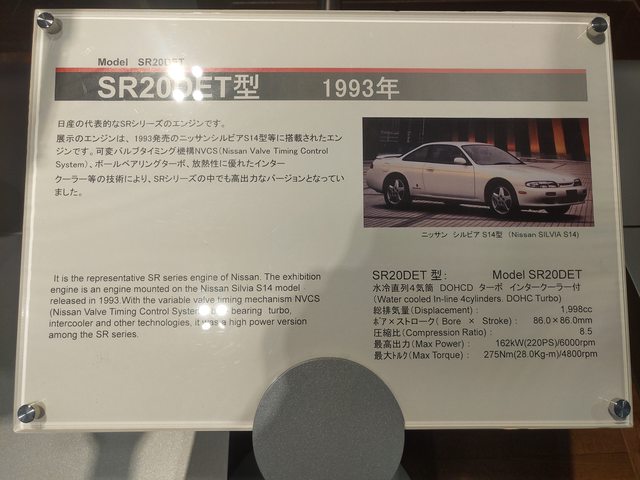 Model SR20DET
SR20DET型 1993年
日産の代表的なSRシリーズのエンジンです。
展示のエンジンは、1993発売のニッサンシルビアS14型等に搭載されたエン
ジンです。可変バルブタイミング機構NVCS(Nissan Valve Timing Control
System)、ボールベアリングターボ、放熱性に優れたインター
クーラー等の技術により、SRシリーズの中でも高出力なバージョンとなってい
ました。
ニッサン シルビア S14型 (Nissan SILVIA S14)
It is the representative SR series engine of Nissan. The exhibition
engine is an engine mounted on the Nissan Silvia S14 model
released in 1993.With the variable valve timing mechanism NVCS
(Nissan Valve Timing Control System bearing turbo,
intercooler and other technologies, it was a high power version
among the SR series.
SR20DET 型: Model SR20DET
水冷直列4気筒 DOHCD ターボ インタークーラー付
(Water cooled In-line 4cylinders. DOHC Turbo)
総排気量(Displacement): 1,998cc
ボア×ストローク( Bore × Stroke): 86.0×86.0mm
圧縮比(Compression Ratio): 8.5
最高出力(Max Power): 162kW(220PS)/6000rpm
最大トルク(Max Torque): 275Nm(28.0Kg-m)/4800rpm